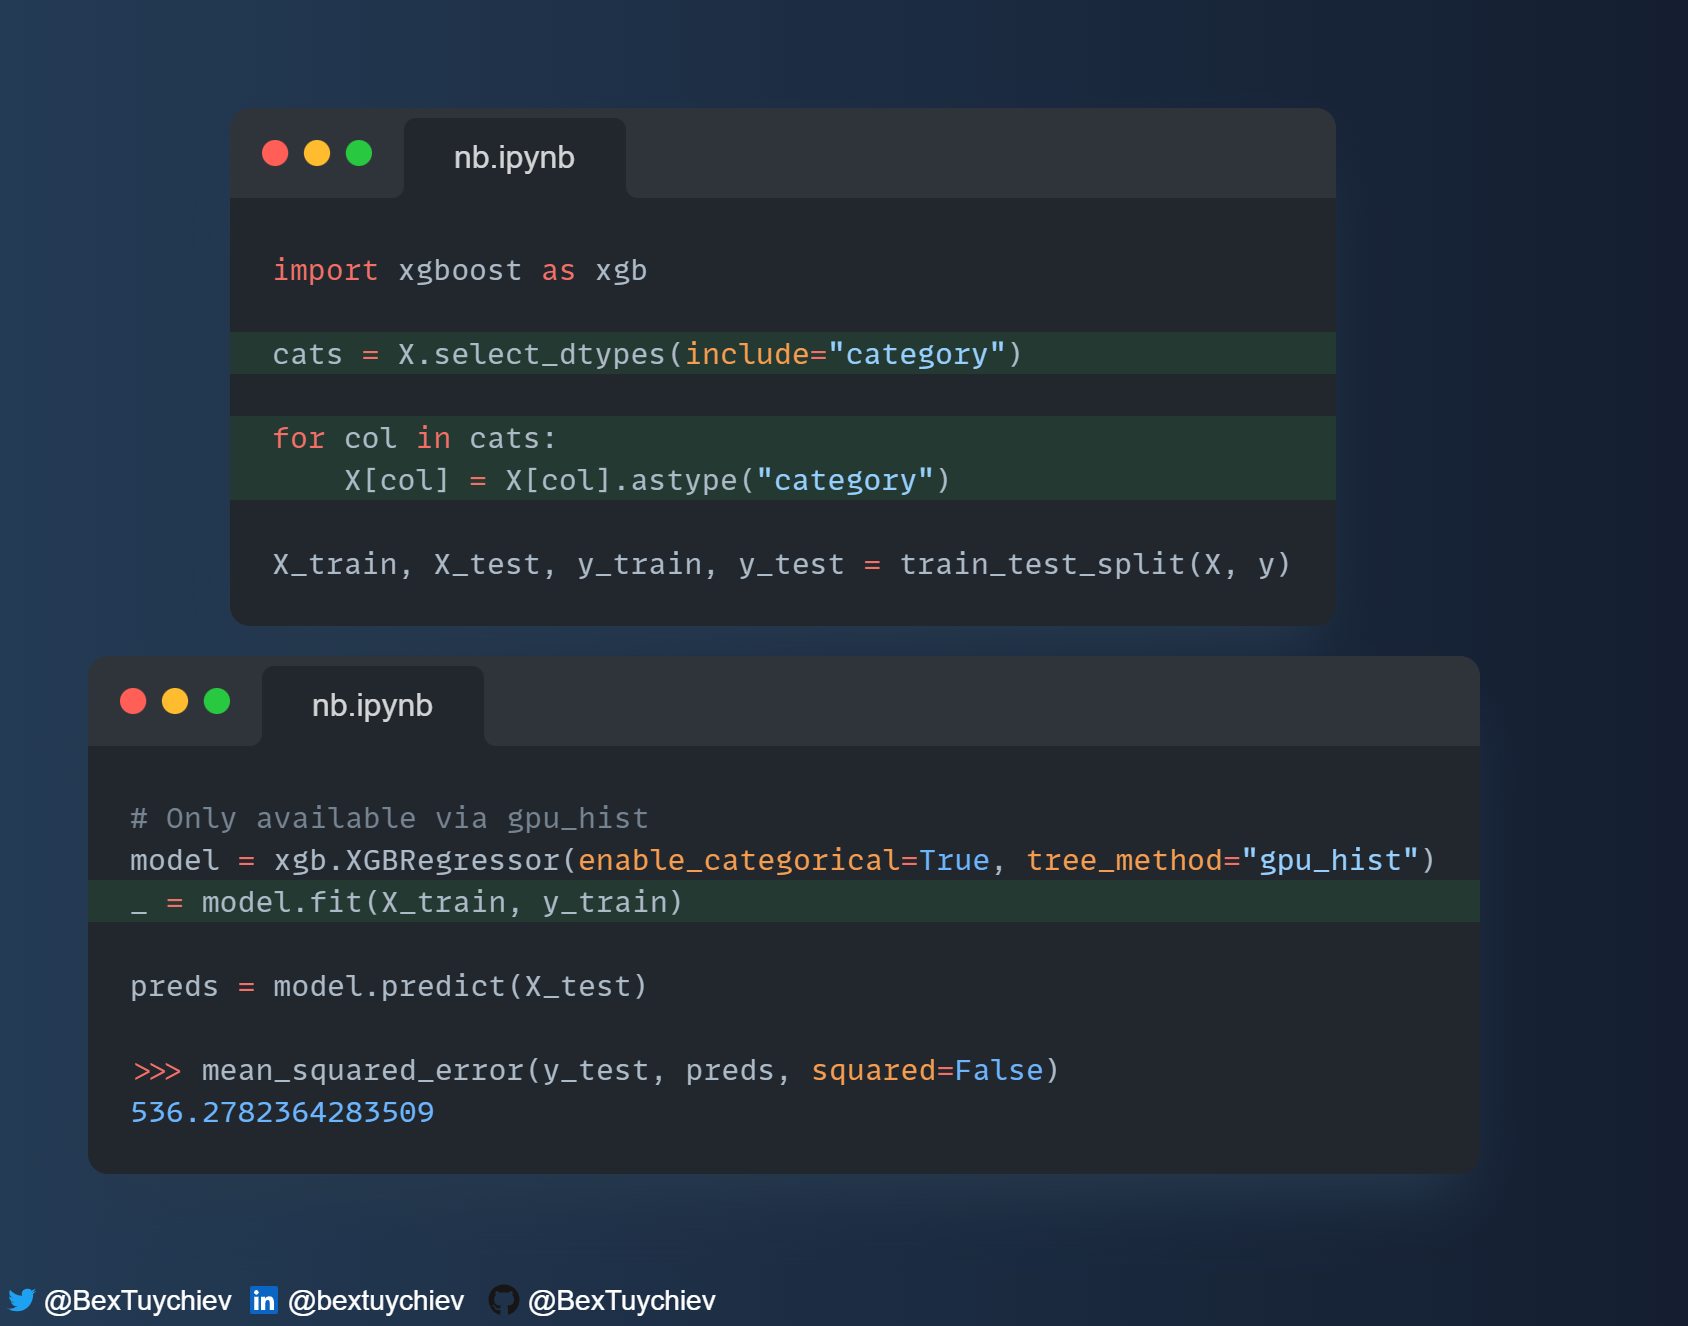 nb.ipynb
import xgboost as xgb
cats = X.select_dtypes(include="category")
for col in cats:
    X[col] = X[col].astype("category")
X_train, X_test, y_train, y_test = train_test_split(X, y)
nb.ipynb
# Only available via gpu_hist
model = xgb.XGBRegressor(enable_categorical=True, tree_method="gpu_hist")
_ = model.fit(X_train, y_train)
preds = model.predict(X_test)
>>> mean_squared_error(y_test, preds, squared=False)
536.2782364283509
@BexTuychiev in @bextuychiev @BexTuychiev